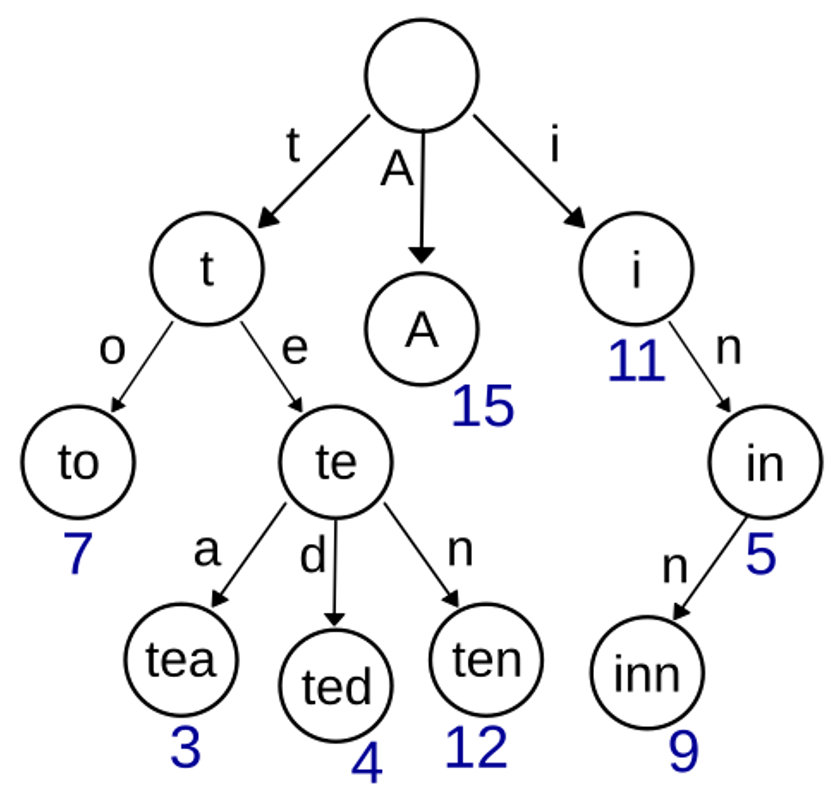 t A i
t A i
15 11
o e n
to te in
7 5
a d n n
tea ted ten inn
3 4 12 9